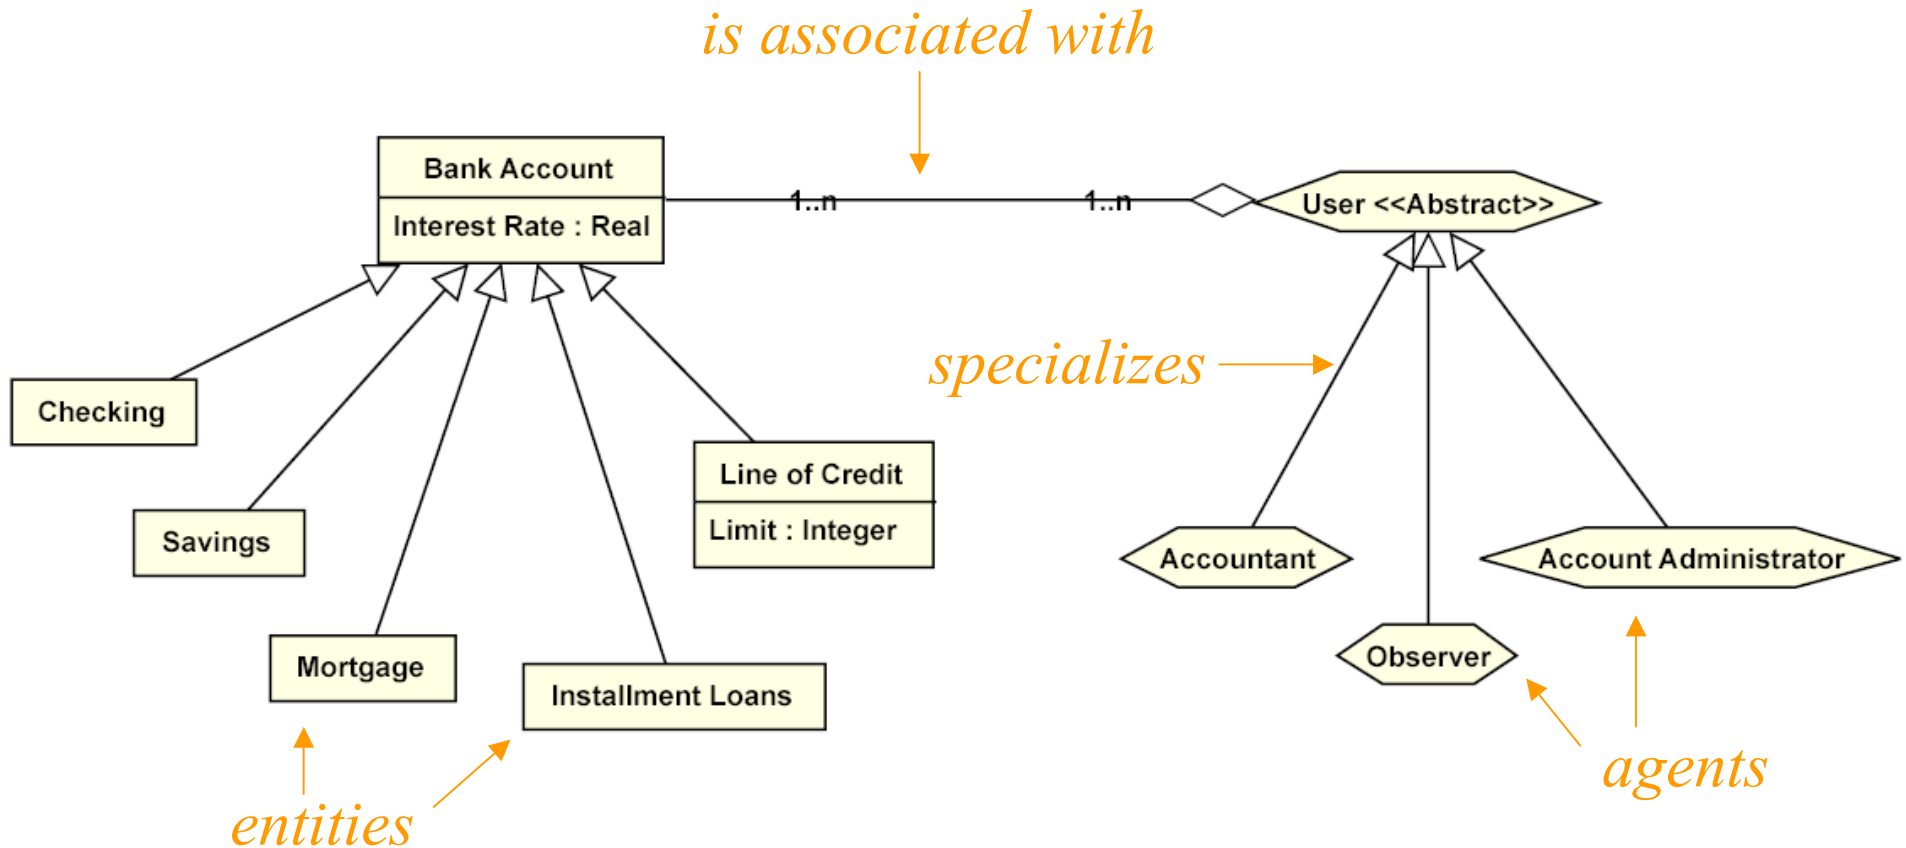 is associated with
Bank Account
Interest Rate : Real
1..n
1..n
User <<Abstract>>
specializes
Checking
Line of Credit
Limit : Integer
Savings
Accountant
Account Administrator
Mortgage
Observer
Installment Loans
agents
entities